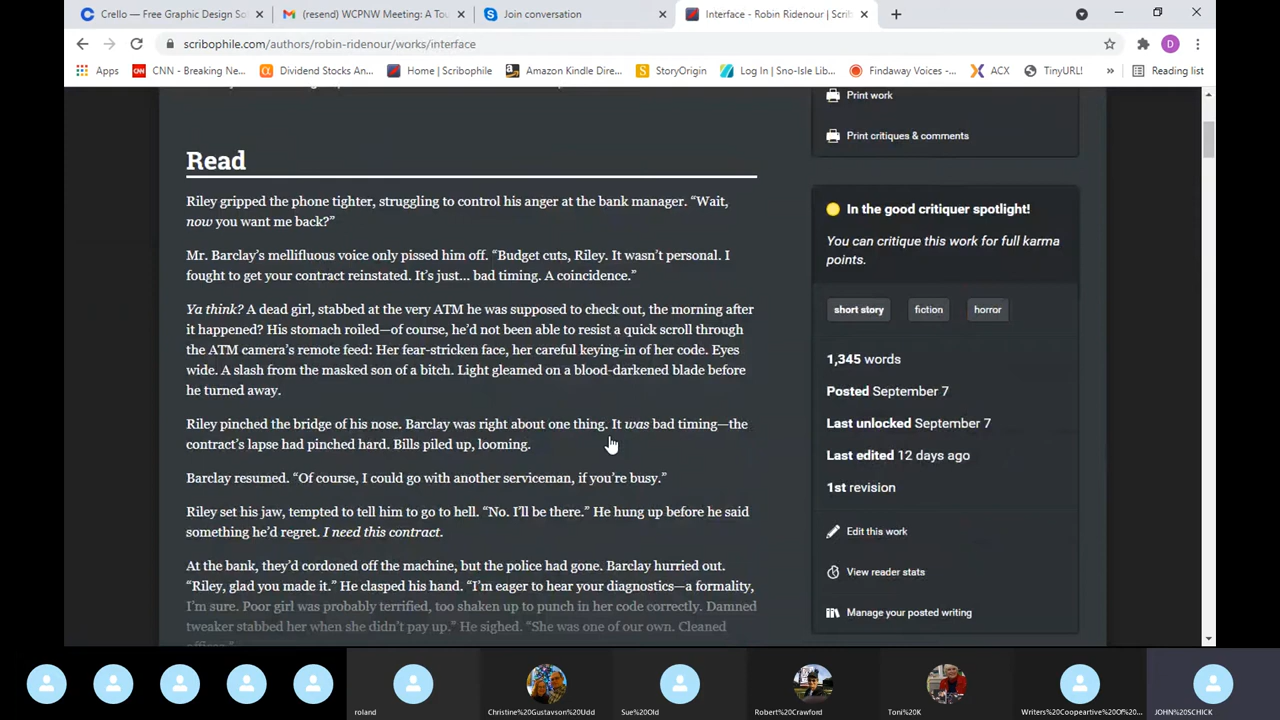 Crello — Free Graphic Design So
(resend) WCPNW Meeting: A Tou
Join conversation
Interface - Robin Ridenour | Scrib
scribophile.com/authors/robin-ridenour/works/interface
D
Apps
CNN - Breaking Ne...
Dividend Stocks An...
Home | Scribophile
Amazon Kindle Dire...
StoryOrigin
Log In | Sno-Isle Lib...
Findaway Voices -...
ACX
TinyURL!
Reading list
Print work
Print critiques & comments
Read
Riley gripped the phone tighter, struggling to control his anger at the bank manager. “Wait,
now you want me back?”
Mr. Barclay’s mellifluous voice only pissed him off. “Budget cuts, Riley. It wasn’t personal. I
fought to get your contract reinstated. It’s just... bad timing. A coincidence.”
Ya think? A dead girl, stabbed at the very ATM he was supposed to check out, the morning after
it happened? His stomach roiled—of course, he’d not been able to resist a quick scroll through
the ATM camera’s remote feed: Her fear-stricken face, her careful keying-in of her code. Eyes
wide. A slash from the masked son of a bitch. Light gleamed on a blood-darkened blade before
he turned away.
Riley pinched the bridge of his nose. Barclay was right about one thing. It was bad timing—the
contract’s lapse had pinched hard. Bills piled up, looming.
Barclay resumed. “Of course, I could go with another serviceman, if you’re busy.”
Riley set his jaw, tempted to tell him to go to hell. “No. I’ll be there.” He hung up before he said
something he’d regret. I need this contract.
At the bank, they’d cordoned off the machine, but the police had gone. Barclay hurried out.
“Riley, glad you made it.” He clasped his hand. “I’m eager to hear your diagnostics—a formality,
I’m sure. Poor girl was probably terrified, too shaken up to punch in her code correctly. Damned
tweaker stabbed her when she didn’t pay up.” He sighed. “She was one of our own. Cleaned
In the good critiquer spotlight!
You can critique this work for full karma
points.
short story
fiction
horror
1,345 words
Posted September 7
Last unlocked September 7
Last edited 12 days ago
1st revision
Edit this work
View reader stats
Manage your posted writing
roland
Christine%20Gustavson%20Udd
Sue%20Old
Robert%20Crawford
Toni%20K
Writers%20Coopeartive%20Of%20...
JOHN%20SCHICK